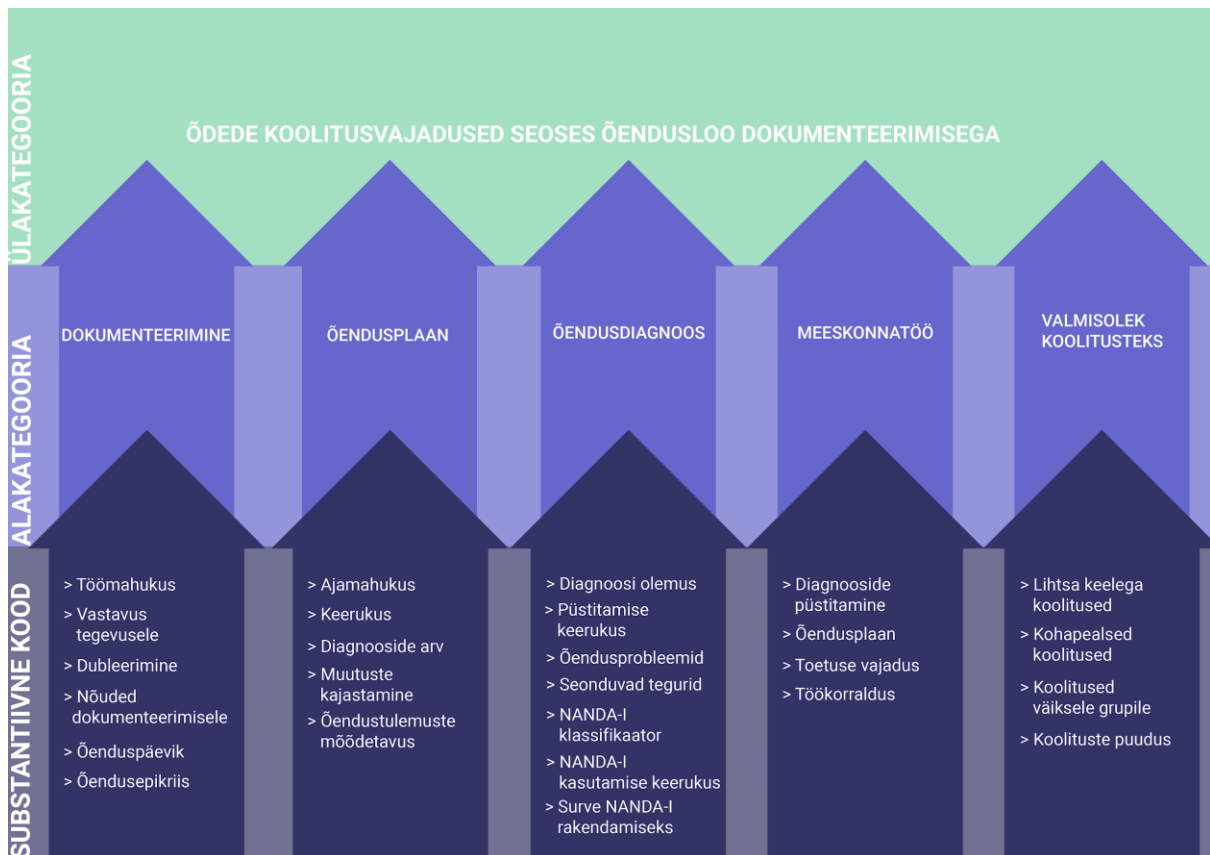 ÜLAKATEGOORIA
ÕDEDE KOOLITUSVAJADUSED SEOSES ÕENDUSLOO DOKUMENTEERIMISEGA
ALAKATEGOORIA
DOKUMENTEERIMINE
ÕENDUSPLAAN
ÕENDUSDIAGNOOS
MEESKONNATÖÖ
VALMISOLEK
KOOLITUSTEKS
SUBSTANTIIVNE KOOD
> Töömahukus
> Vastavus
tegevusele
> Dubleerimine
> Nõuded
dokumenteerimisele
> Õenduspäevik
> Õendusepikriis
> Ajamahukus
> Keerukus
> Diagnooside arv
> Muutuste
kajastamine
> Õendustulemuste
mõõdetavus
> Diagnoosi olemus
> Püstitamise
keerukus
> Õendusprobleemid
> Seonduvad tegurid
> NANDA-I
klassifikaator
> NANDA-I
kasutamise keerukus
> Surve NANDA-I
rakendamiseks
> Diagnooside
püstitamine
> Õendusplaan
> Toetuse vajadus
> Töökorraldus
> Lihtsa keelega
koolitused
> Kohapealsed
koolitused
> Koolitused
väiksele grupile
> Koolituste puudus